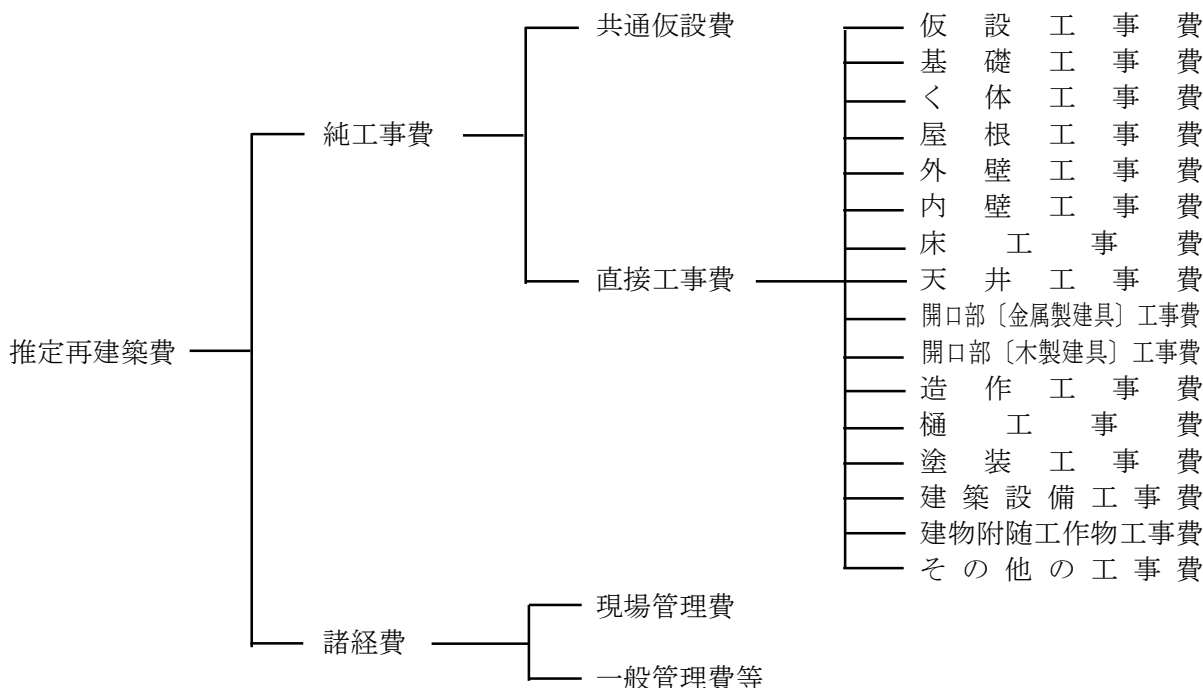 推定再建築費
純工事費
共通仮設費
直接工事費
仮設工事費
基礎工事費
く体工事費
屋根工事費
外壁工事費
内壁工事費
床工事費
天井工事費
開口部〔金属製建具〕工事費
開口部〔木製建具〕工事費
造作工事費
樋工事費
塗装工事費
建築設備工事費
建物附随工作物工事費
その他の工事費
諸経費
現場管理費
一般管理費等